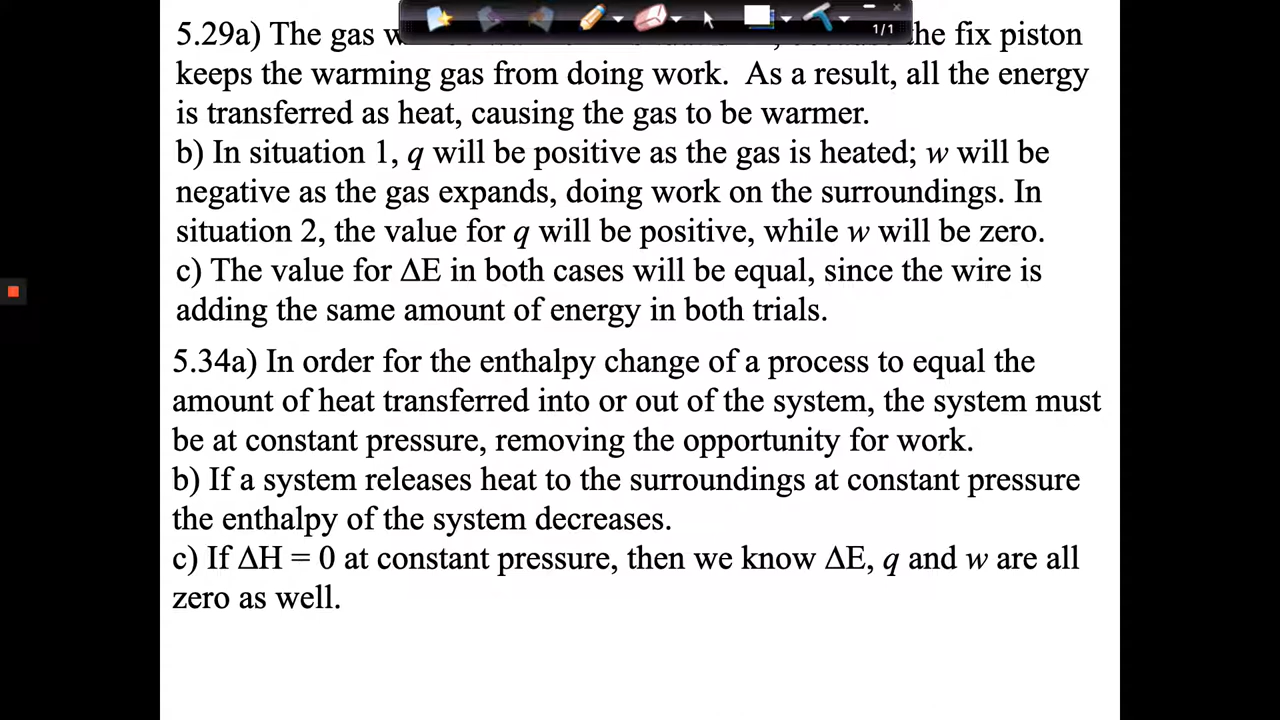 1/1
5.29a) The gas w he fix piston
keeps the warming gas from doing work.  As a result, all the energy
is transferred as heat, causing the gas to be warmer.
b) In situation 1, q will be positive as the gas is heated; w will be
negative as the gas expands, doing work on the surroundings. In
situation 2, the value for q will be positive, while w will be zero.
c) The value for ΔE in both cases will be equal, since the wire is
adding the same amount of energy in both trials.
5.34a) In order for the enthalpy change of a process to equal the
amount of heat transferred into or out of the system, the system must
be at constant pressure, removing the opportunity for work.
b) If a system releases heat to the surroundings at constant pressure
the enthalpy of the system decreases.
c) If ΔH = 0 at constant pressure, then we know ΔE, q and w are all
zero as well.